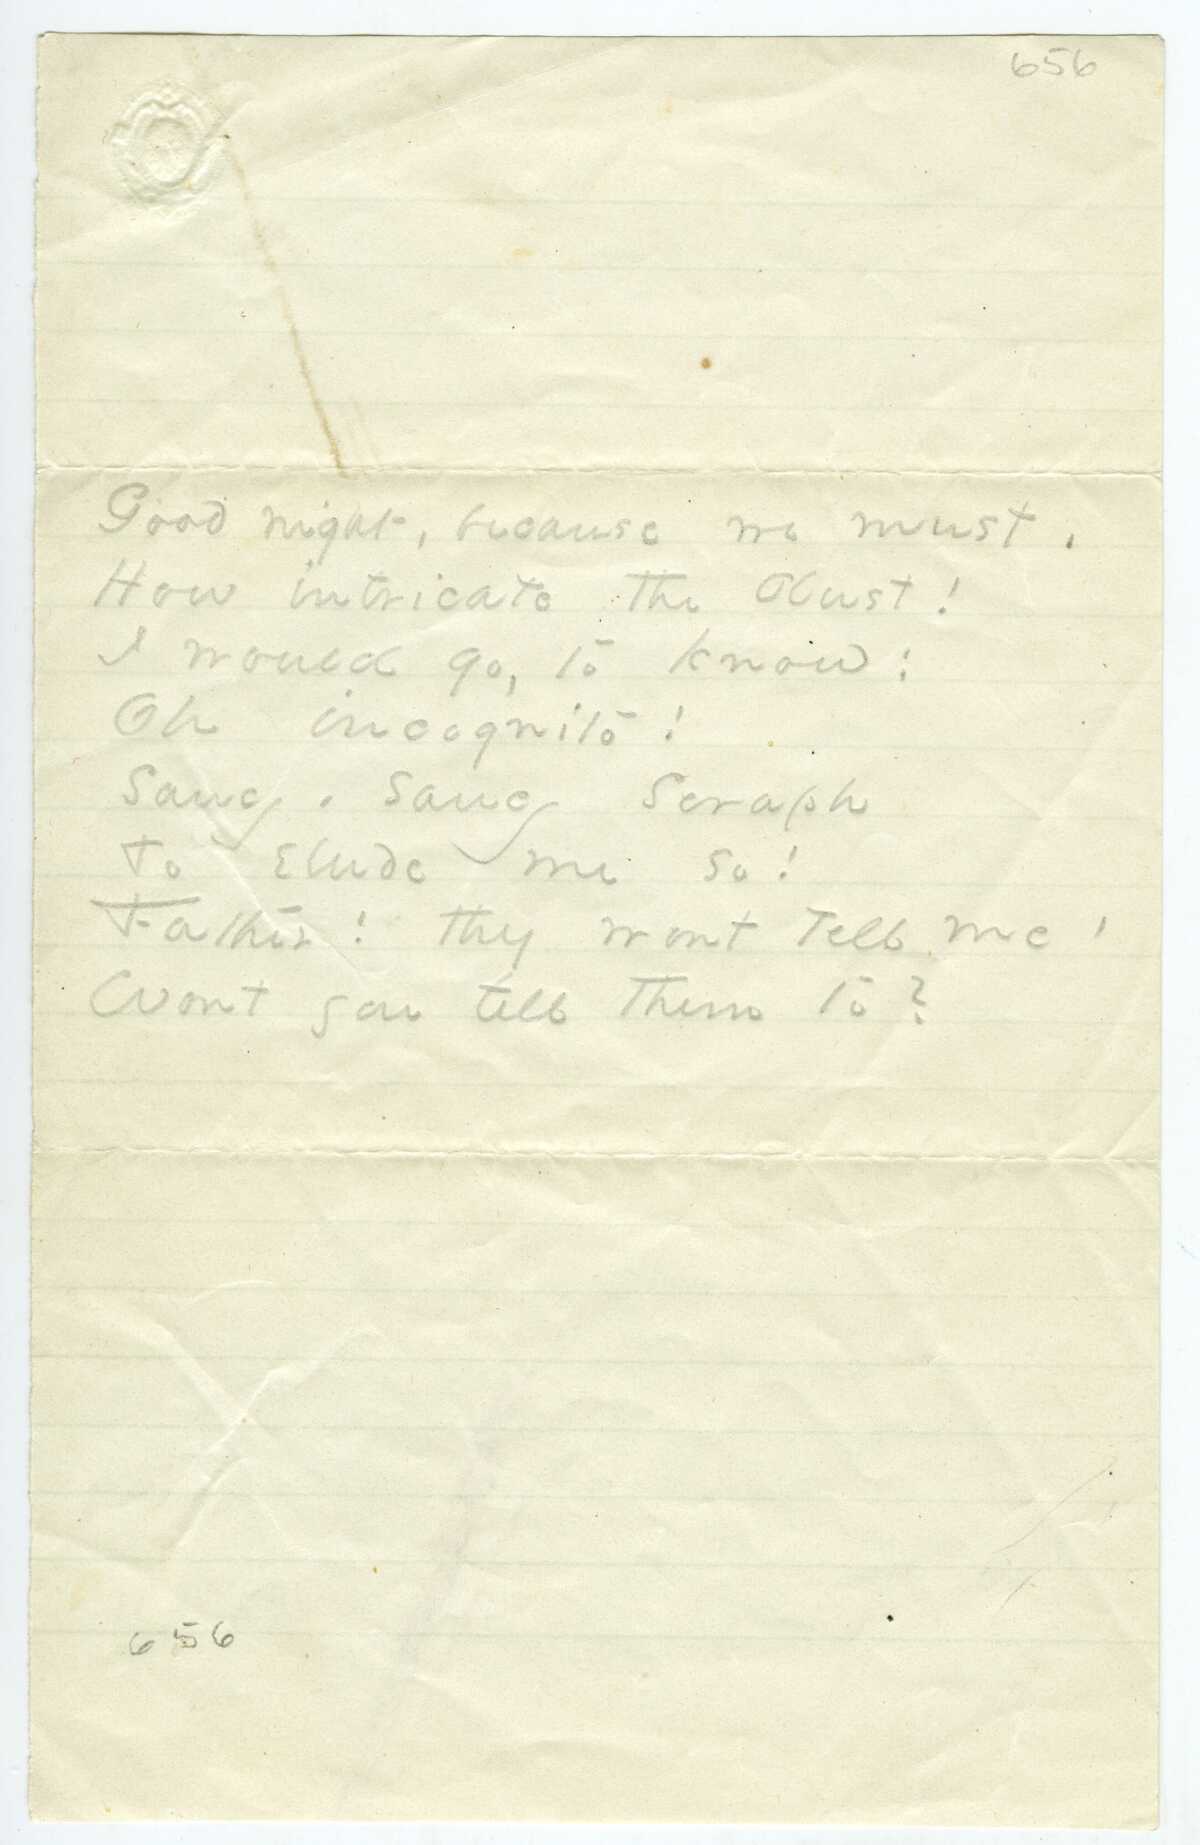 656
Good night, because we must.
How intricate the Dust!
I would go, to know:
Oh incognito!
Saucy. Saucy Seraph
To Elude me so!
Father! they wont tell me!
Wont you tell them to?
656